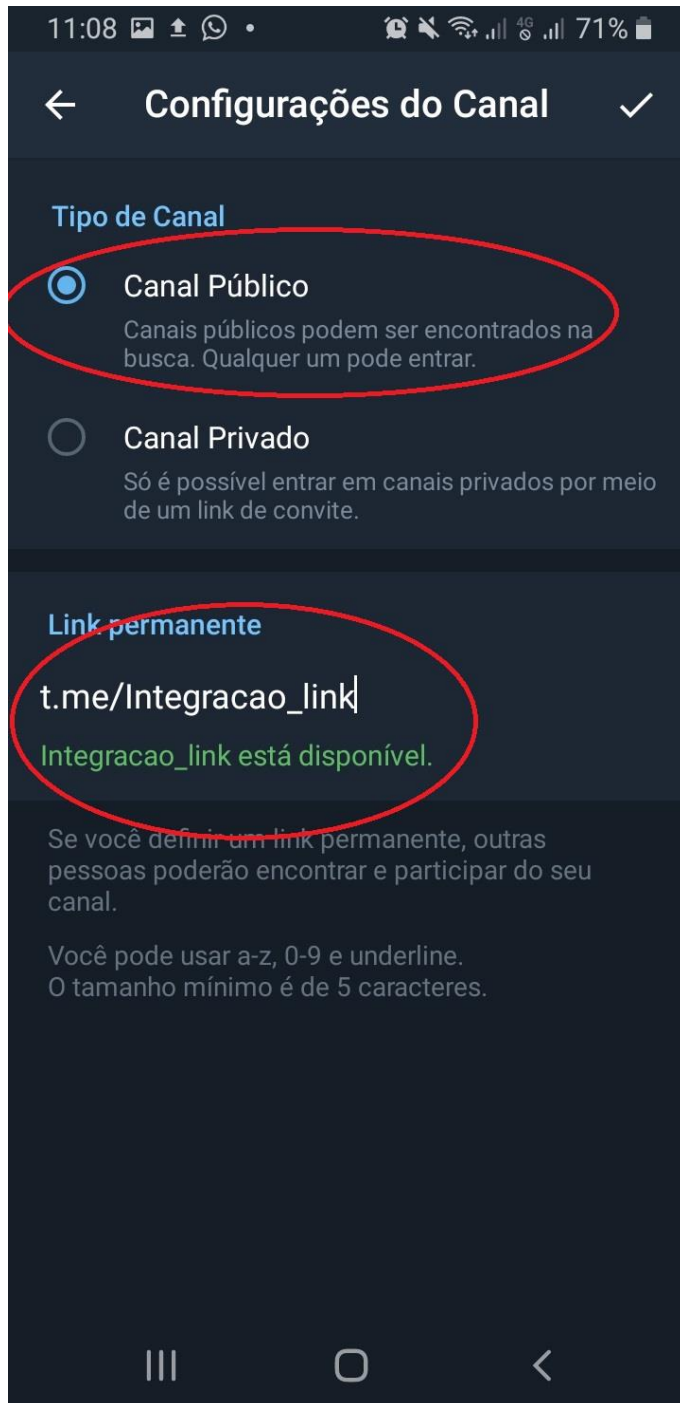 11:08
4G
71%
Configurações do Canal
Tipo de Canal
Canal Público
Canais públicos podem ser encontrados na
busca. Qualquer um pode entrar.
Canal Privado
Só é possível entrar em canais privados por meio
de um link de convite.
Link permanente
t.me/Integracao_link
Integracao_link está disponível.
Se você definir um link permanente, outras
pessoas poderão encontrar e participar do seu
canal.
Você pode usar a-z, 0-9 e underline.
O tamanho mínimo é de 5 caracteres.